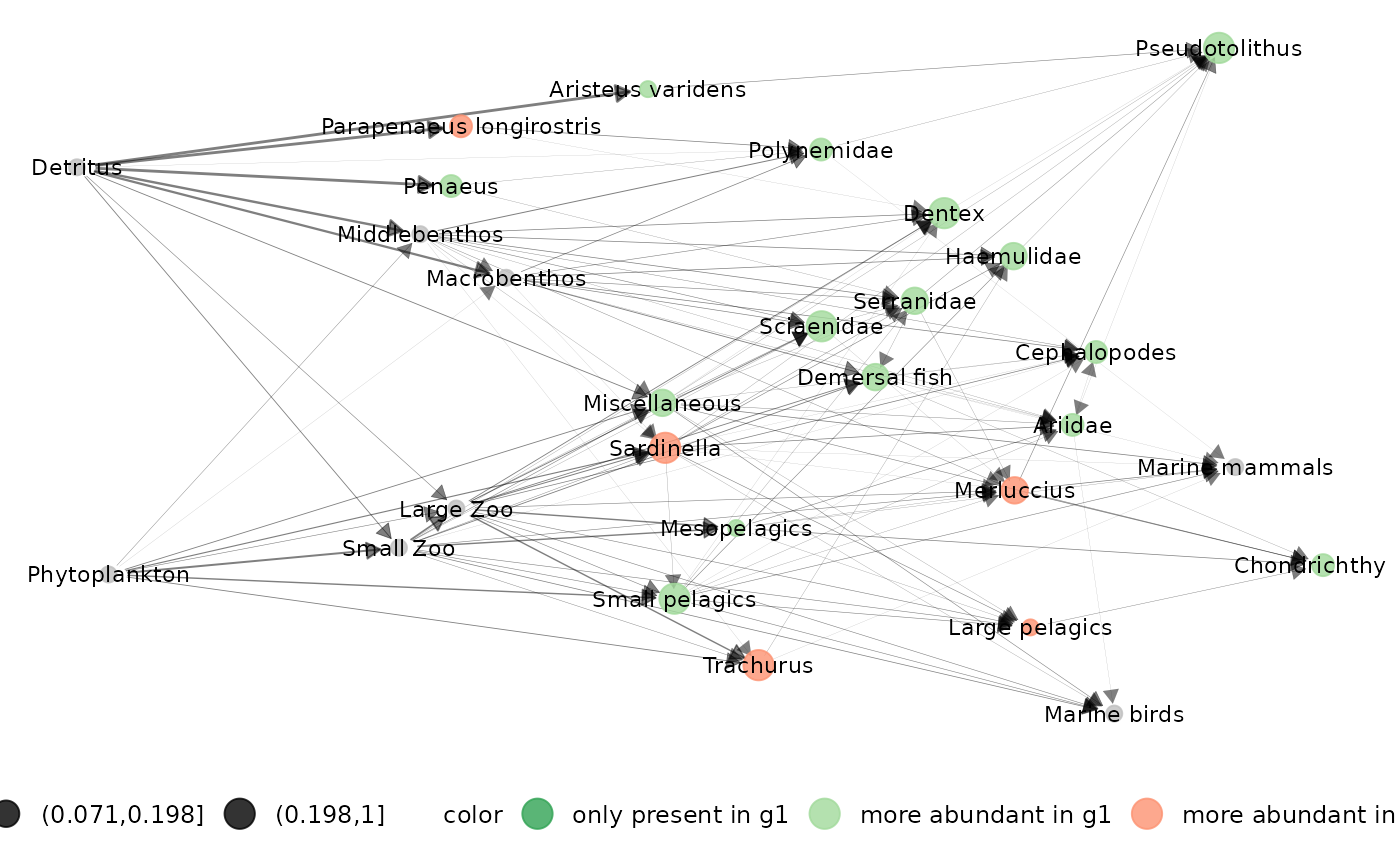 Pseudotolithus
Aristeus varidens
Parapenaeus longirostris
Polynemidae
Detritus
Penaeus
Dentex
Middlebenthos
Haemulidae
Macrobenthos
Serranidae
Sciaenidae
Cephalopodes
Demersal fish
Miscellaneous
Ariidae
Sardinella
Marine mammals
Merluccius
Large Zoo
Mesopelagics
Small Zoo
Chondrichthy
Phytoplankton
Small pelagics
Large pelagics
Trachurus
Marine birds
(0.071,0.198] (0.198,1] color only present in g1 more abundant in g1 more abundant in